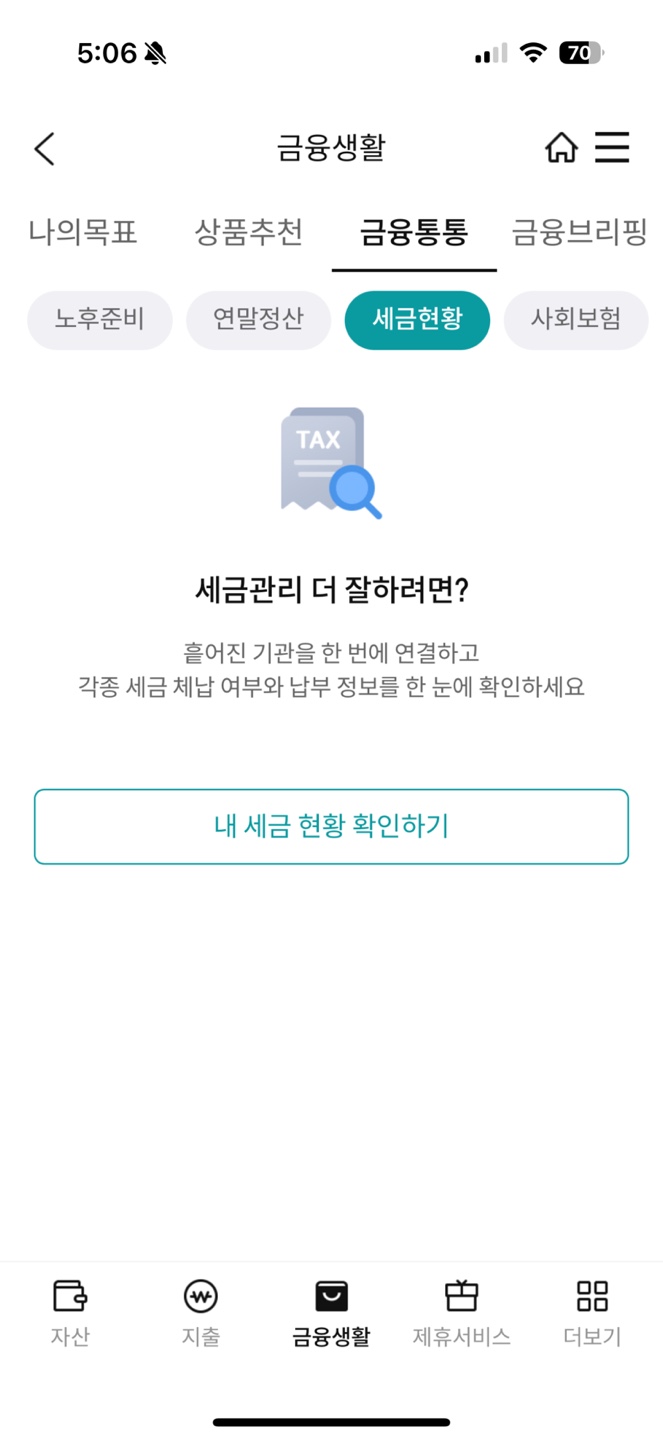 5:06
70
금융생활
나의목표 상품추천 금융통통 금융브리핑
노후준비 연말정산 세금현황 사회보험
TAX
세금관리 더 잘하려면?
흩어진 기관을 한 번에 연결하고
각종 세금 체납 여부와 납부 정보를 한 눈에 확인하세요
내 세금 현황 확인하기
자산 지출 금융생활 제휴서비스 더보기